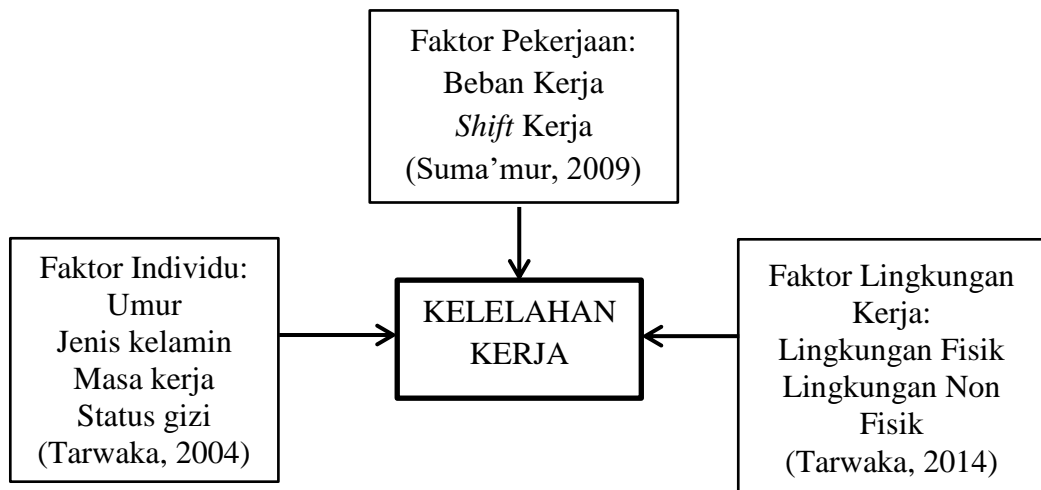 Faktor Pekerjaan:
Beban Kerja
Shift Kerja
(Suma’mur, 2009)
Faktor Individu:
Umur
Jenis kelamin
Masa kerja
Status gizi
(Tarwaka, 2004)
KELELAHAN
KERJA
Faktor Lingkungan
Kerja:
Lingkungan Fisik
Lingkungan Non
Fisik
(Tarwaka, 2014)